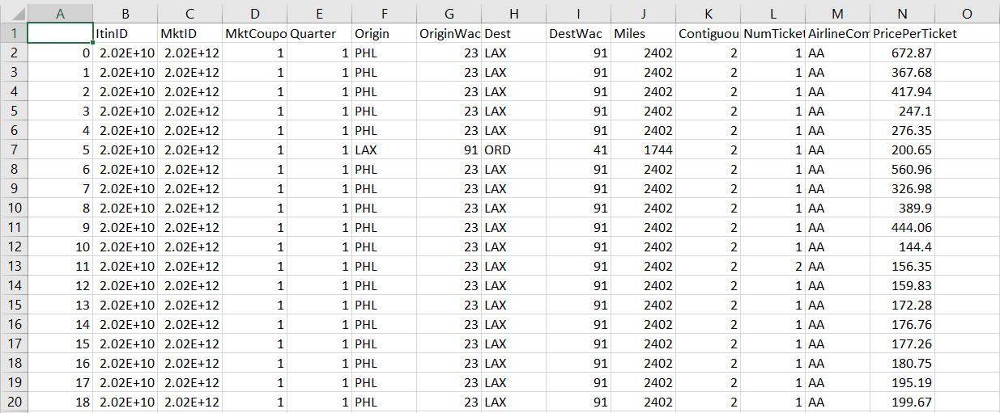 A B C D E F G H I J K L M N O
1 ItinID MktID MktCoupo Quarter Origin OriginWac Dest DestWac Miles Contiguou NumTicket AirlineCom PricePerTicket
2 0 2.02E+10 2.02E+12 1 1 PHL 23 LAX 91 2402 2 1 AA 672.87
3 1 2.02E+10 2.02E+12 1 1 PHL 23 LAX 91 2402 2 1 AA 367.68
4 2 2.02E+10 2.02E+12 1 1 PHL 23 LAX 91 2402 2 1 AA 417.94
5 3 2.02E+10 2.02E+12 1 1 PHL 23 LAX 91 2402 2 1 AA 247.1
6 4 2.02E+10 2.02E+12 1 1 PHL 23 LAX 91 2402 2 1 AA 276.35
7 5 2.02E+10 2.02E+12 1 1 LAX 91 ORD 41 1744 2 1 AA 200.65
8 6 2.02E+10 2.02E+12 1 1 PHL 23 LAX 91 2402 2 1 AA 560.96
9 7 2.02E+10 2.02E+12 1 1 PHL 23 LAX 91 2402 2 1 AA 326.98
10 8 2.02E+10 2.02E+12 1 1 PHL 23 LAX 91 2402 2 1 AA 389.9
11 9 2.02E+10 2.02E+12 1 1 PHL 23 LAX 91 2402 2 1 AA 444.06
12 10 2.02E+10 2.02E+12 1 1 PHL 23 LAX 91 2402 2 1 AA 144.4
13 11 2.02E+10 2.02E+12 1 1 PHL 23 LAX 91 2402 2 2 AA 156.35
14 12 2.02E+10 2.02E+12 1 1 PHL 23 LAX 91 2402 2 1 AA 159.83
15 13 2.02E+10 2.02E+12 1 1 PHL 23 LAX 91 2402 2 1 AA 172.28
16 14 2.02E+10 2.02E+12 1 1 PHL 23 LAX 91 2402 2 1 AA 176.76
17 15 2.02E+10 2.02E+12 1 1 PHL 23 LAX 91 2402 2 1 AA 177.26
18 16 2.02E+10 2.02E+12 1 1 PHL 23 LAX 91 2402 2 1 AA 180.75
19 17 2.02E+10 2.02E+12 1 1 PHL 23 LAX 91 2402 2 1 AA 195.19
20 18 2.02E+10 2.02E+12 1 1 PHL 23 LAX 91 2402 2 1 AA 199.67